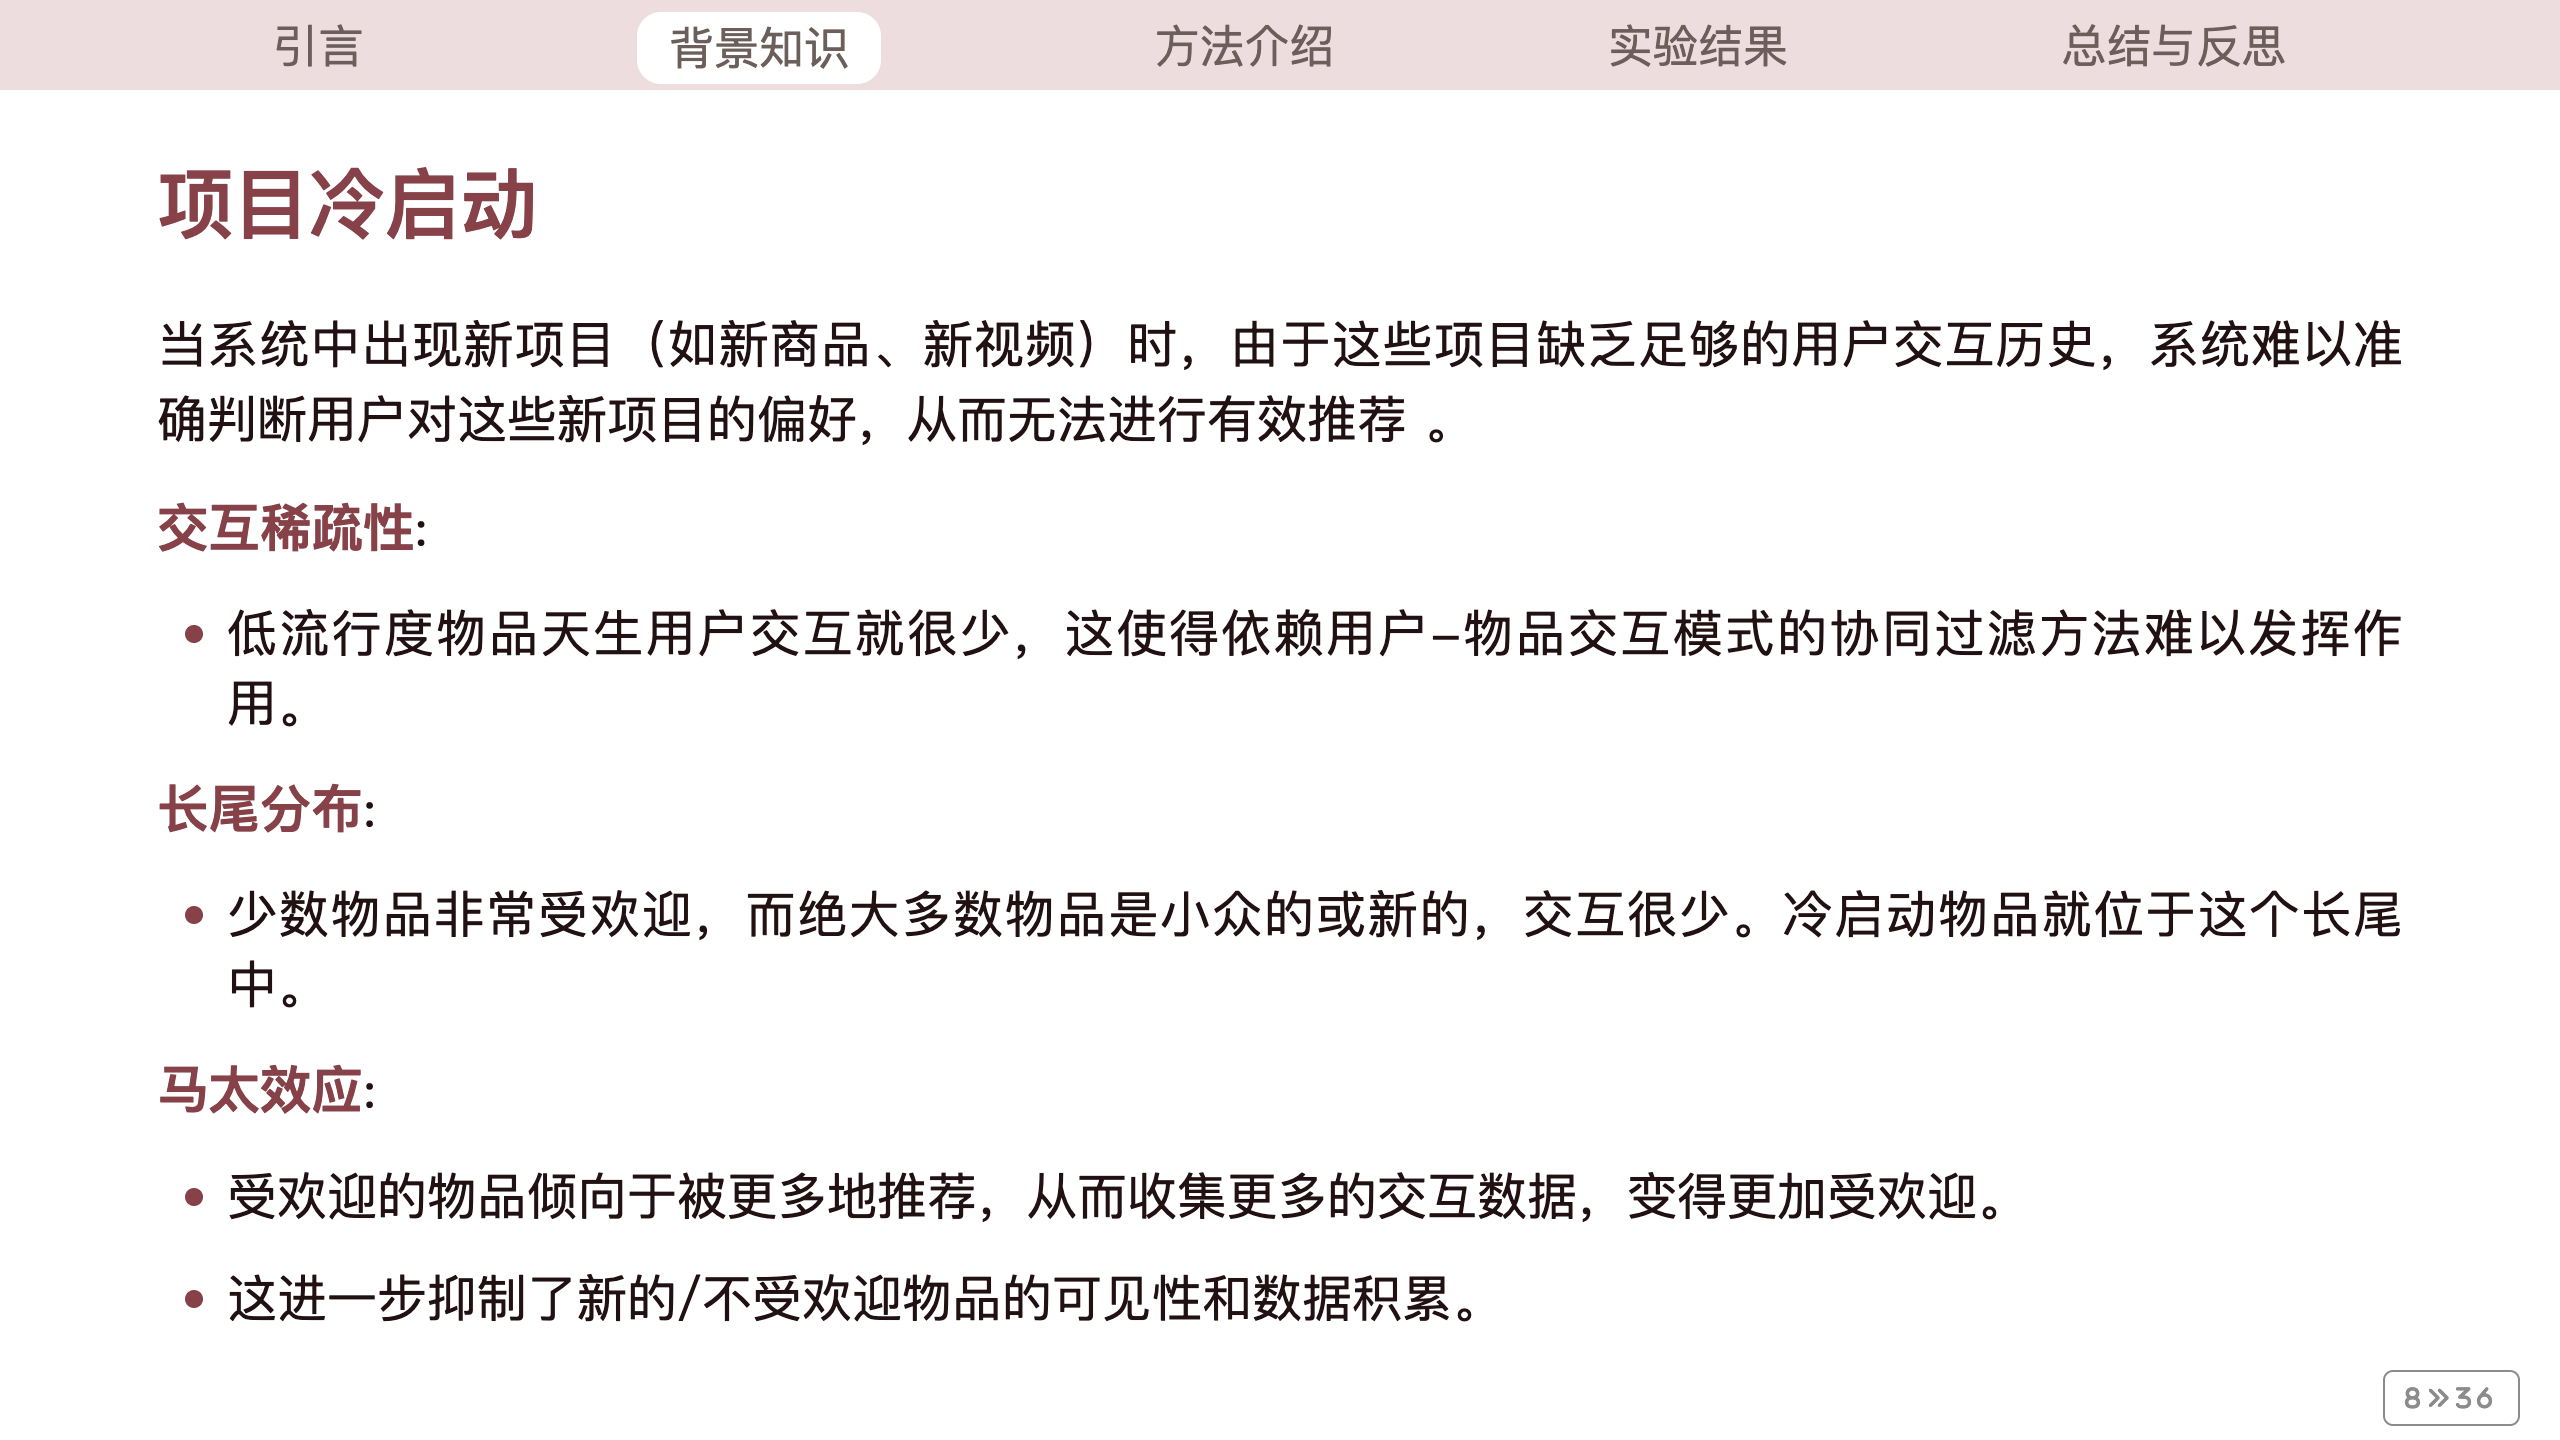 引言 背景知识 方法介绍 实验结果 总结与反思
项目冷启动
当系统中出现新项目（如新商品、新视频）时，由于这些项目缺乏足够的用户交互历史，系统难以准
确判断用户对这些新项目的偏好，从而无法进行有效推荐 。
交互稀疏性:
• 低流行度物品天生用户交互就很少，这使得依赖用户–物品交互模式的协同过滤方法难以发挥作
用。
长尾分布:
• 少数物品非常受欢迎，而绝大多数物品是小众的或新的，交互很少。冷启动物品就位于这个长尾
中。
马太效应:
• 受欢迎的物品倾向于被更多地推荐，从而收集更多的交互数据，变得更加受欢迎。
• 这进一步抑制了新的/不受欢迎物品的可见性和数据积累。
8»36